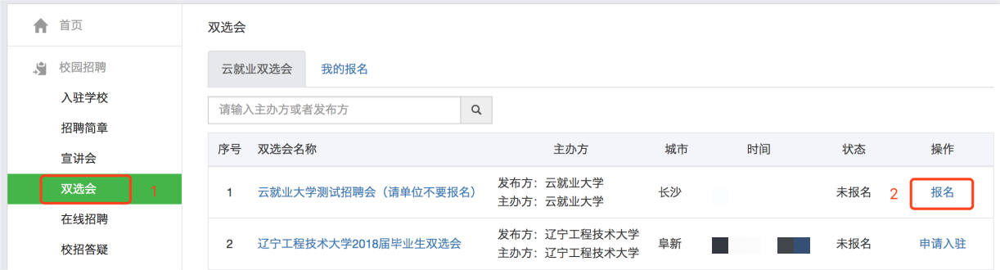 首页
校园招聘
入驻学校
招聘简章
宣讲会
双选会 1
在线招聘
校招答疑
双选会
云就业双选会 我的报名
请输入主办方或者发布方
序号 双选会名称 主办方 城市 时间 状态 操作
1 云就业大学测试招聘会（请单位不要报名） 发布方：云就业大学 长沙 未报名 2 报名
主办方：云就业大学
2 辽宁工程技术大学2018届毕业生双选会 发布方：辽宁工程技术大学 阜新 未报名 申请入驻
主办方：辽宁工程技术大学